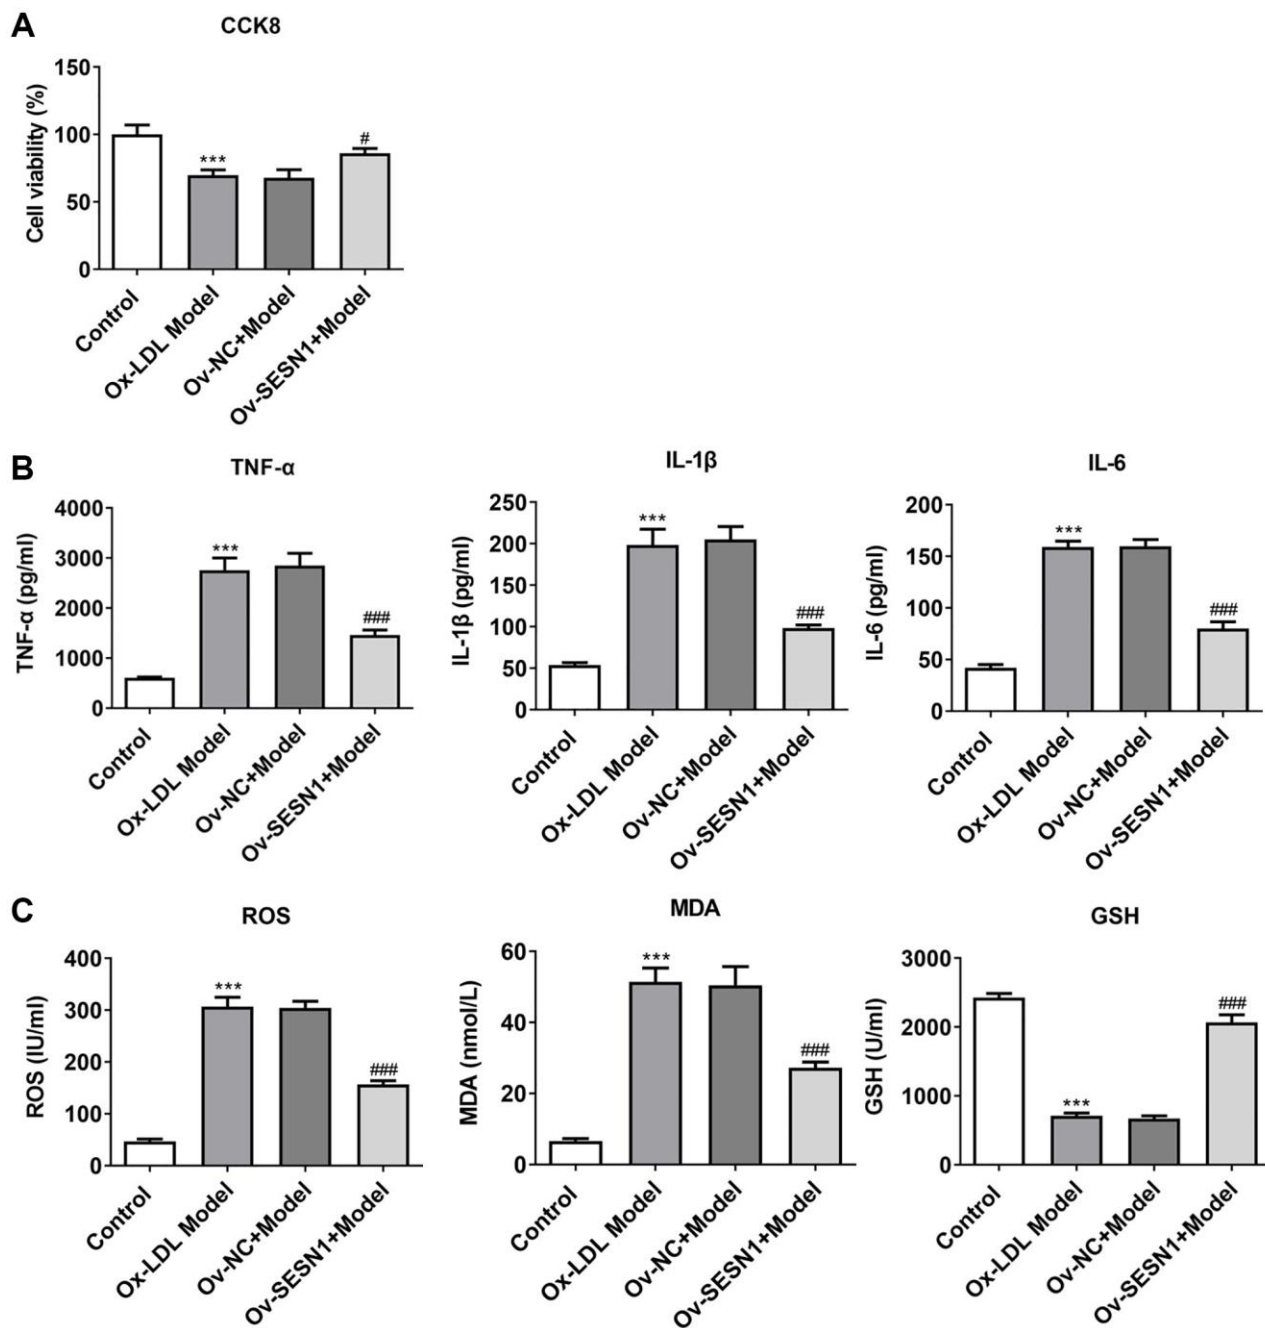 A
CCK8
Cell viability (%)
150
100
50
0
***
#
Control
Ox-LDL Model
Ov-NC+Model
Ov-SESN1+Model
B
TNF-α
TNF-α (pg/ml)
4000
3000
2000
1000
0
***
###
Control
Ox-LDL Model
Ov-NC+Model
Ov-SESN1+Model
IL-1β
IL-1β (pg/ml)
250
200
150
100
50
0
***
###
Control
Ox-LDL Model
Ov-NC+Model
Ov-SESN1+Model
IL-6
IL-6 (pg/ml)
200
150
100
50
0
***
###
Control
Ox-LDL Model
Ov-NC+Model
Ov-SESN1+Model
C
ROS
ROS (IU/ml)
400
300
200
100
0
***
###
Control
Ox-LDL Model
Ov-NC+Model
Ov-SESN1+Model
MDA
MDA (nmol/L)
60
40
20
0
***
###
Control
Ox-LDL Model
Ov-NC+Model
Ov-SESN1+Model
GSH
GSH (U/ml)
3000
2000
1000
0
***
###
Control
Ox-LDL Model
Ov-NC+Model
Ov-SESN1+Model